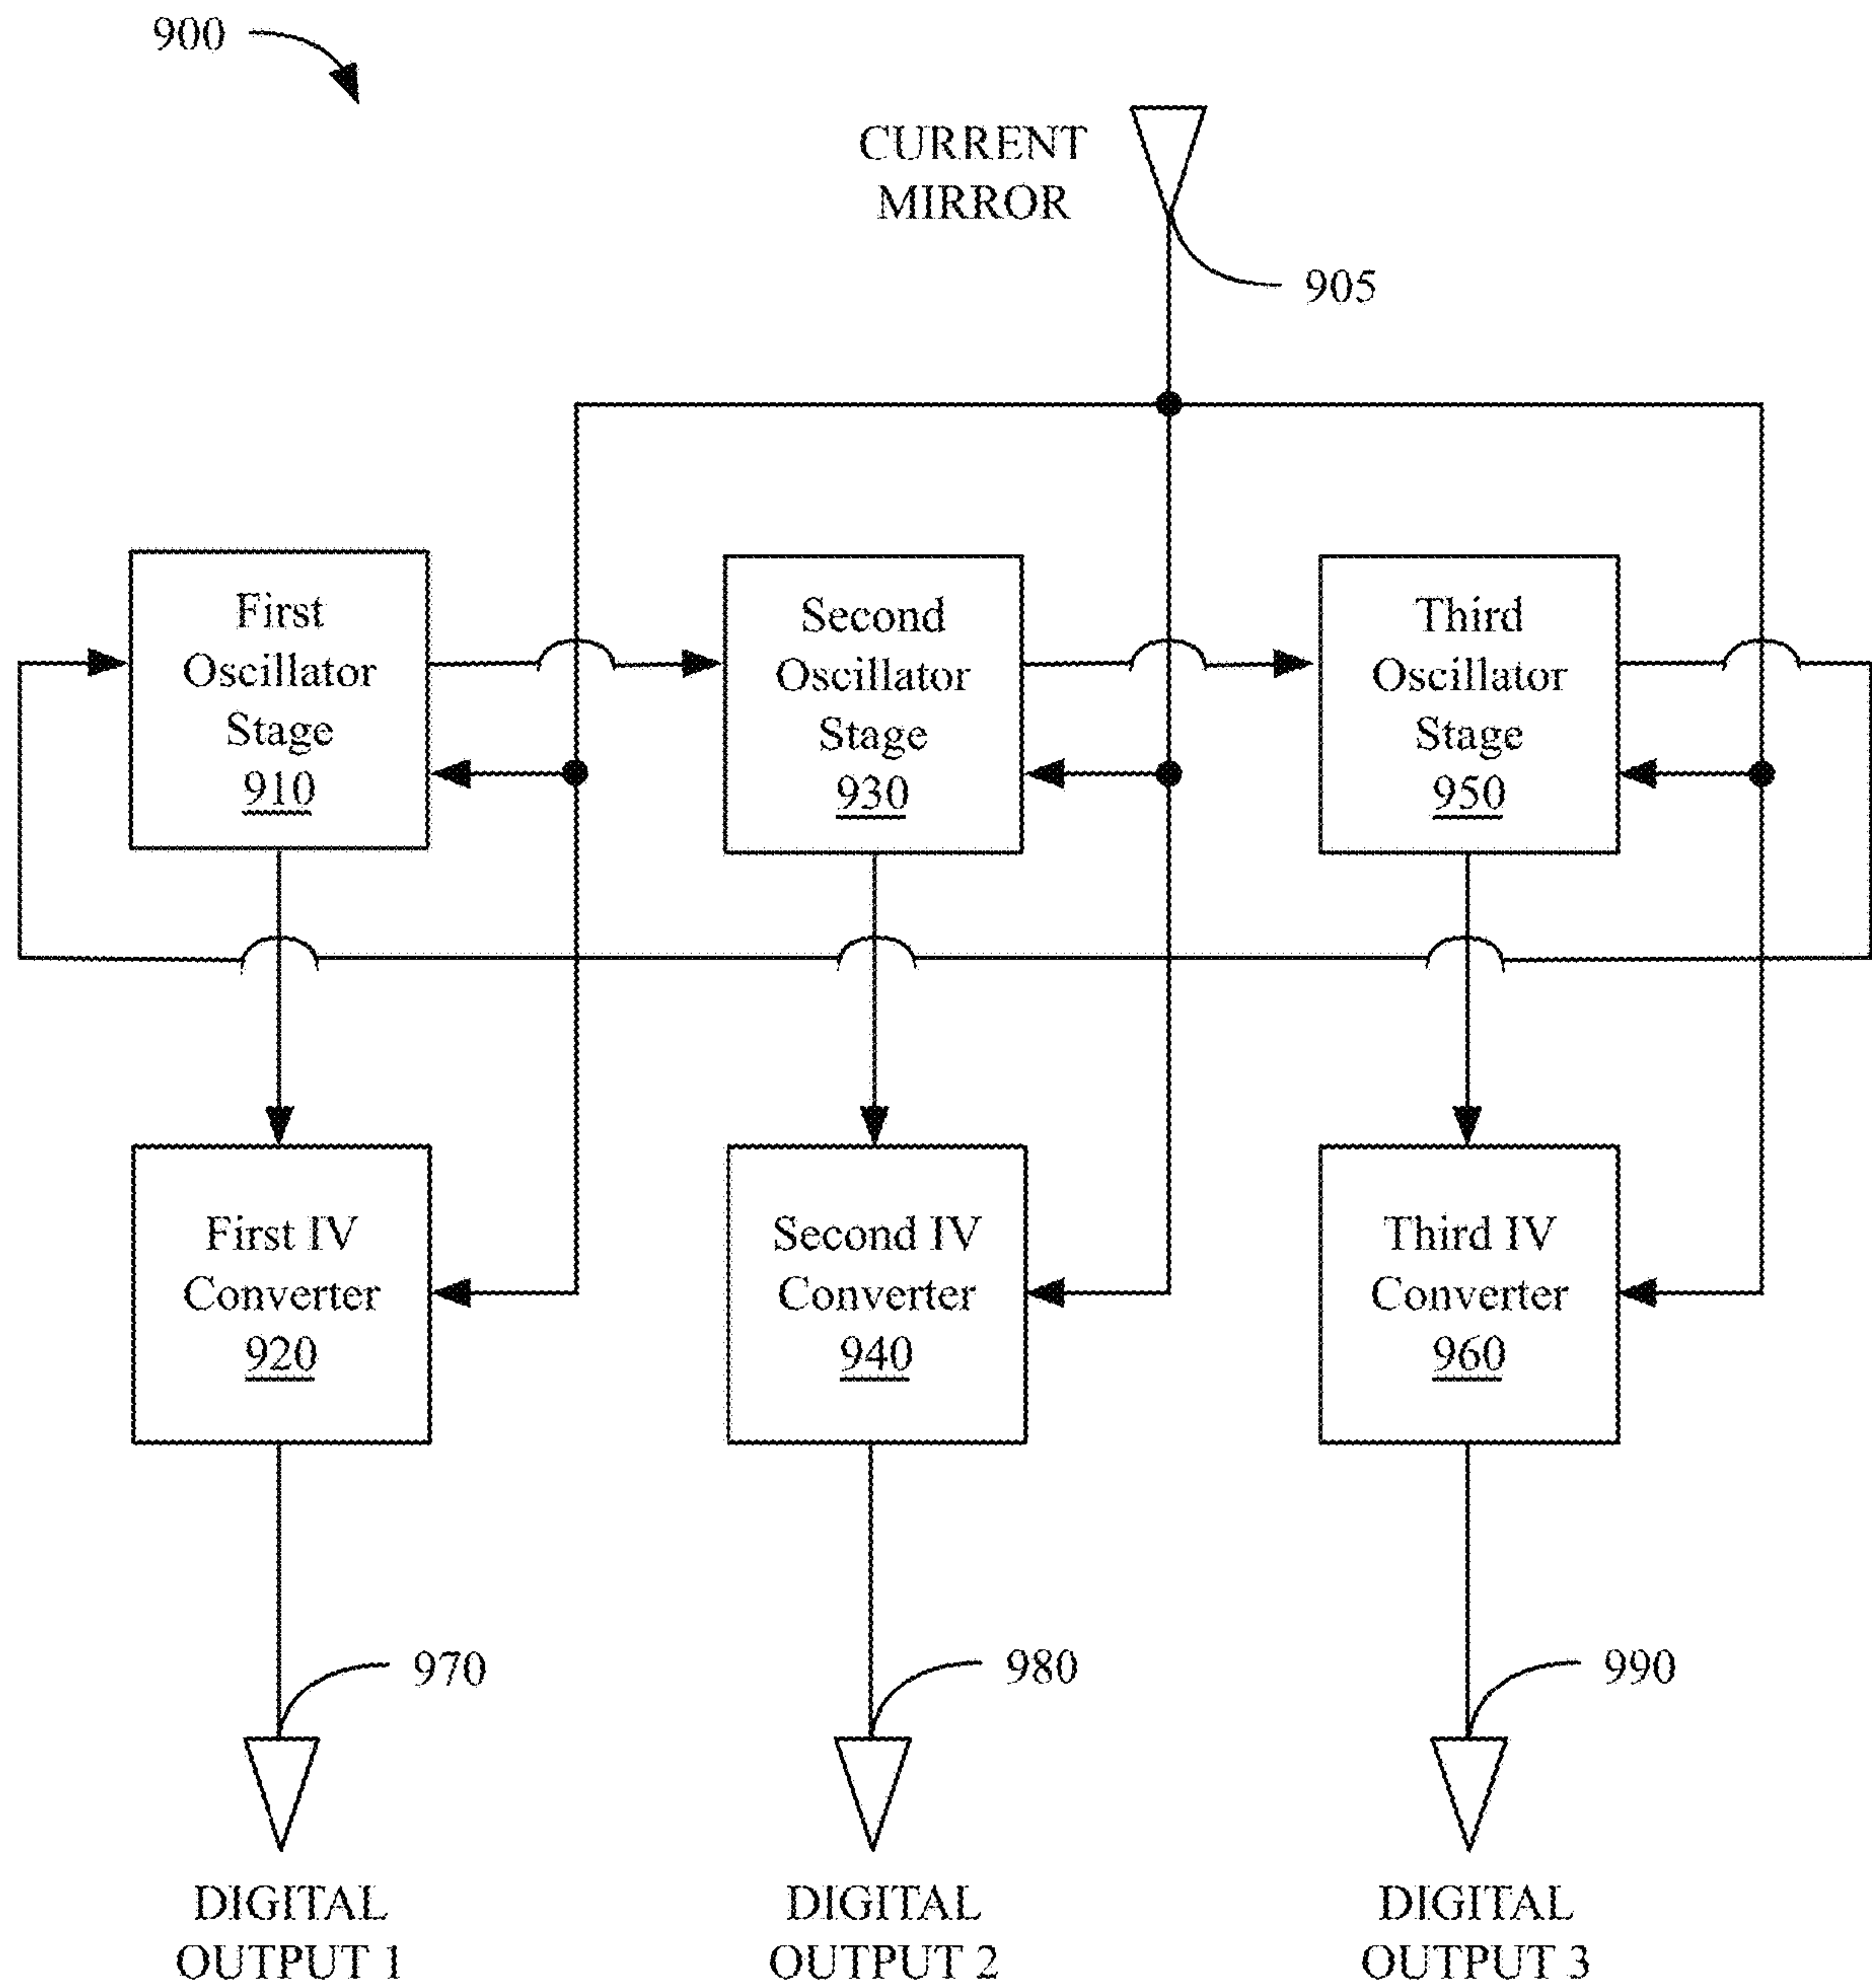 900
CURRENT
MIRROR
905
First
Oscillator
Stage
910
Second
Oscillator
Stage
930
Third
Oscillator
Stage
950
First IV
Converter
920
Second IV
Converter
940
Third IV
Converter
960
970
980
990
DIGITAL
OUTPUT 1
DIGITAL
OUTPUT 2
DIGITAL
OUTPUT 3